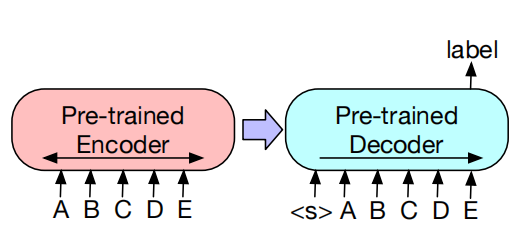 label
Pre-trained
Encoder
Pre-trained
Decoder
A B C D E
<s> A B C D E